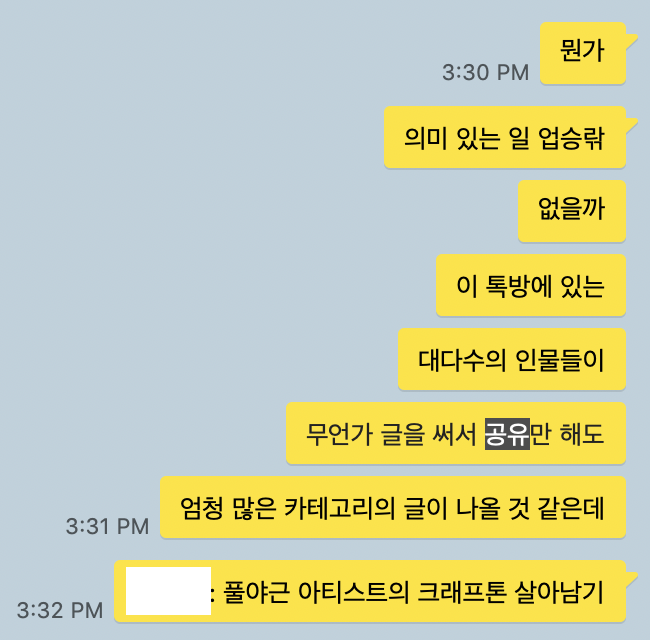 뭔가
3:30 PM
의미 있는 일 업승랶
없을까
이 톡방에 있는
대다수의 인물들이
무언가 글을 써서 공유만 해도
엄청 많은 카테고리의 글이 나올 것 같은데
3:31 PM
: 풀야근 아티스트의 크래프톤 살아남기
3:32 PM